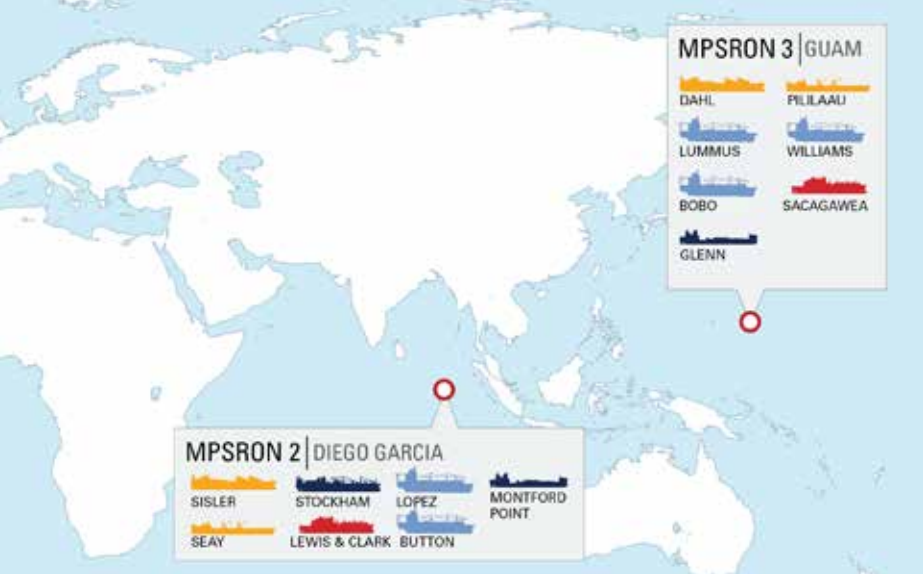 MPSRON 3 | GUAM
DAHL PILILAAU
LUMMUS WILLIAMS
BOBO SACAGAWEA
GLENN
MPSRON 2 | DIEGO GARCIA
SISLER STOCKHAM LOPEZ MONTFORD
POINT
SEAY LEWIS & CLARK BUTTON